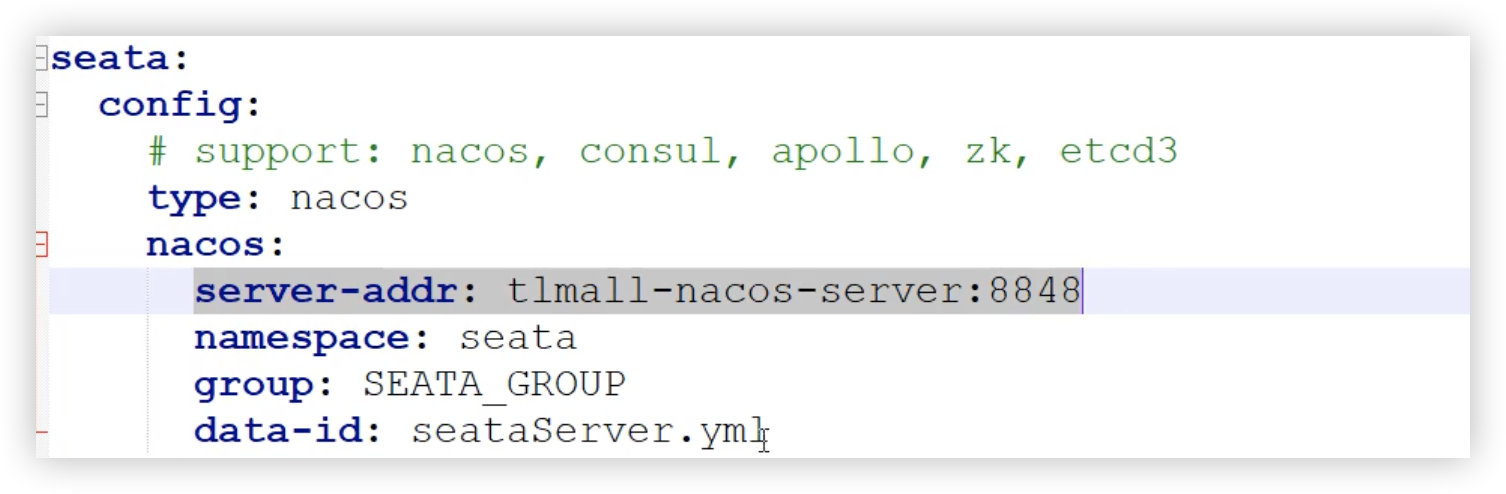 seata:
config:
# support: nacos, consul, apollo, zk, etcd3
type: nacos
nacos:
server-addr: tlmall-nacos-server:8848
namespace: seata
group: SEATA_GROUP
data-id: seataServer.yml